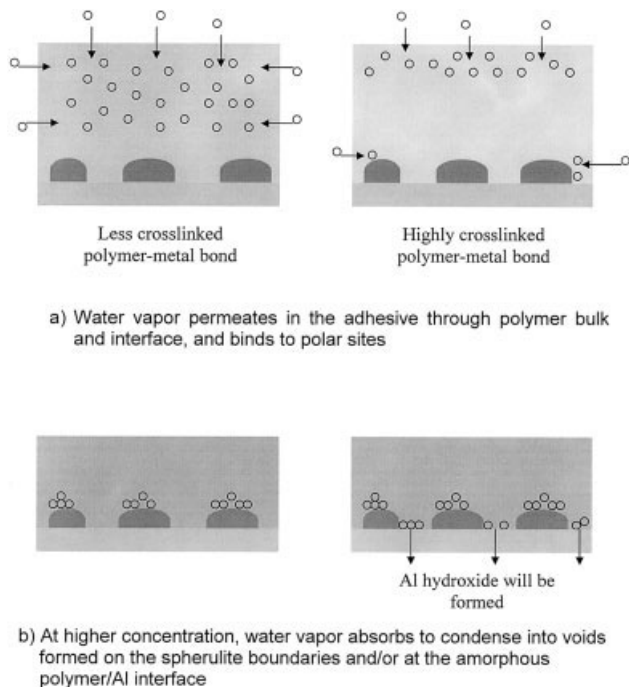 Less crosslinked
polymer-metal bond
Highly crosslinked
polymer-metal bond
a) Water vapor permeates in the adhesive through polymer bulk
and interface, and binds to polar sites
Al hydroxide will be
formed
b) At higher concentration, water vapor absorbs to condense into voids
formed on the spherulite boundaries and/or at the amorphous
polymer/Al interface